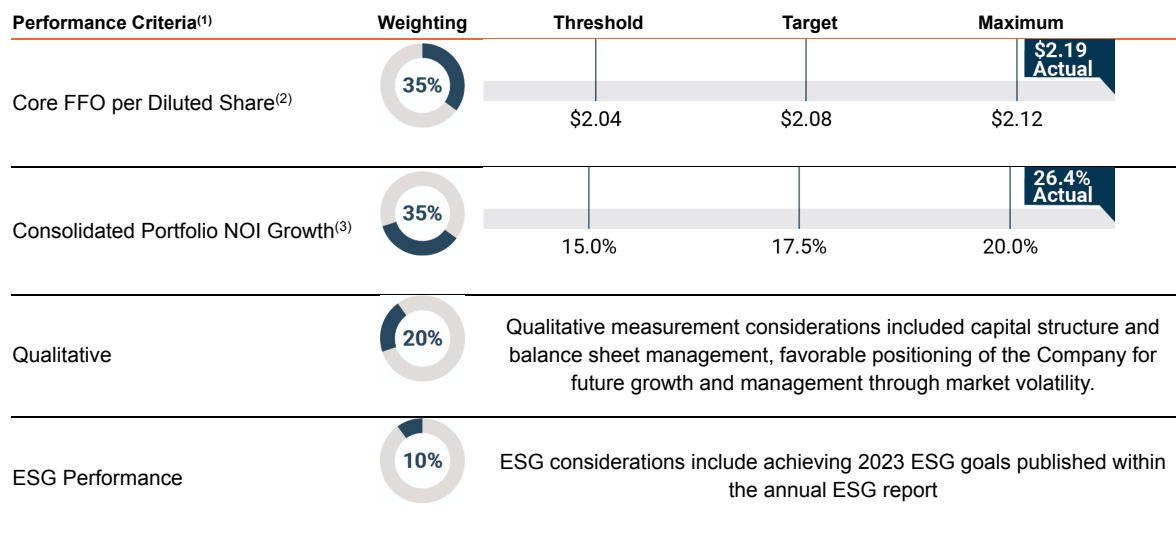 Performance Criteria(1) Weighting Threshold Target Maximum
$2.19
Actual
35%
Core FFO per Diluted Share(2)
$2.04 $2.08 $2.12
26.4%
Actual
35%
Consolidated Portfolio NOI Growth(3)
15.0% 17.5% 20.0%
Qualitative
20%
Qualitative measurement considerations included capital structure and
balance sheet management, favorable positioning of the Company for
future growth and management through market volatility.
ESG Performance
10%
ESG considerations include achieving 2023 ESG goals published within
the annual ESG report